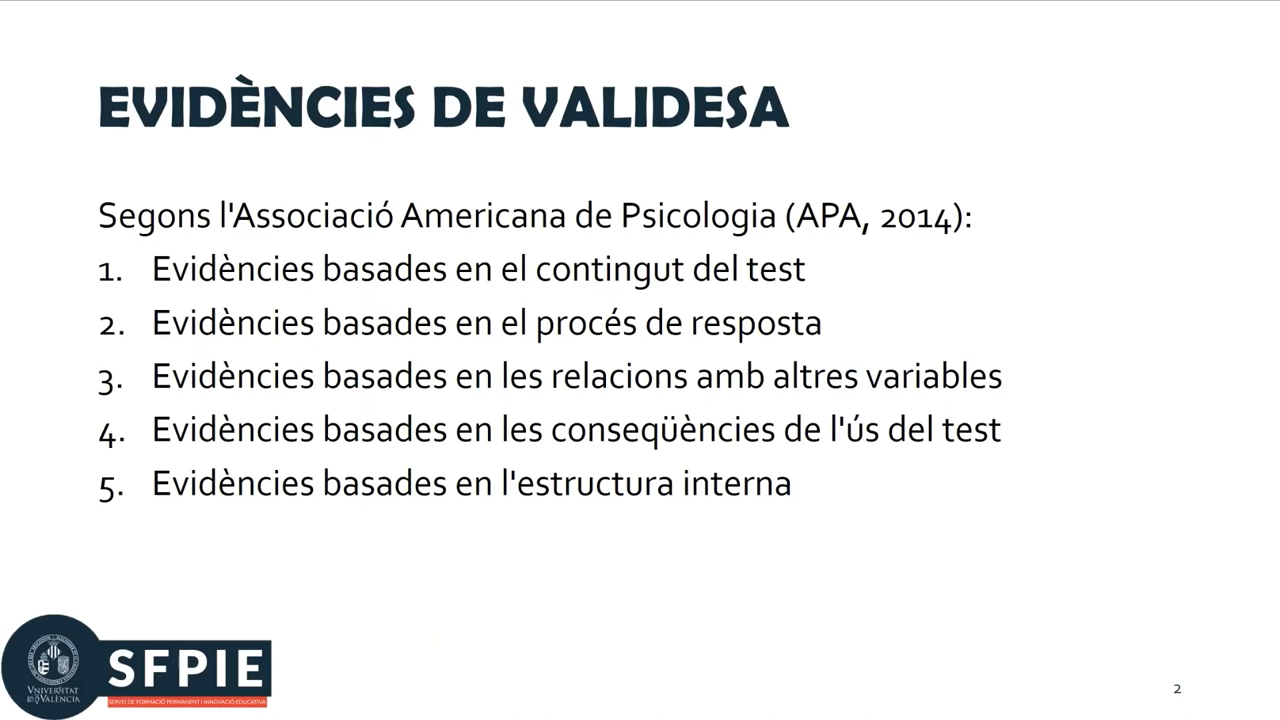 EVIDÈNCIES DE VALIDESA
Segons l'Associació Americana de Psicologia (APA, 2014):
1. Evidències basades en el contingut del test
2. Evidències basades en el procés de resposta
3. Evidències basades en les relacions amb altres variables
4. Evidències basades en les conseqüències de l'ús del test
5. Evidències basades en l'estructura interna
SFPIE
SERVEI DE FORMACIÓ PERMANENT I INNOVACIÓ EDUCATIVA
VNIVERSITAT
DE VALÈNCIA
2